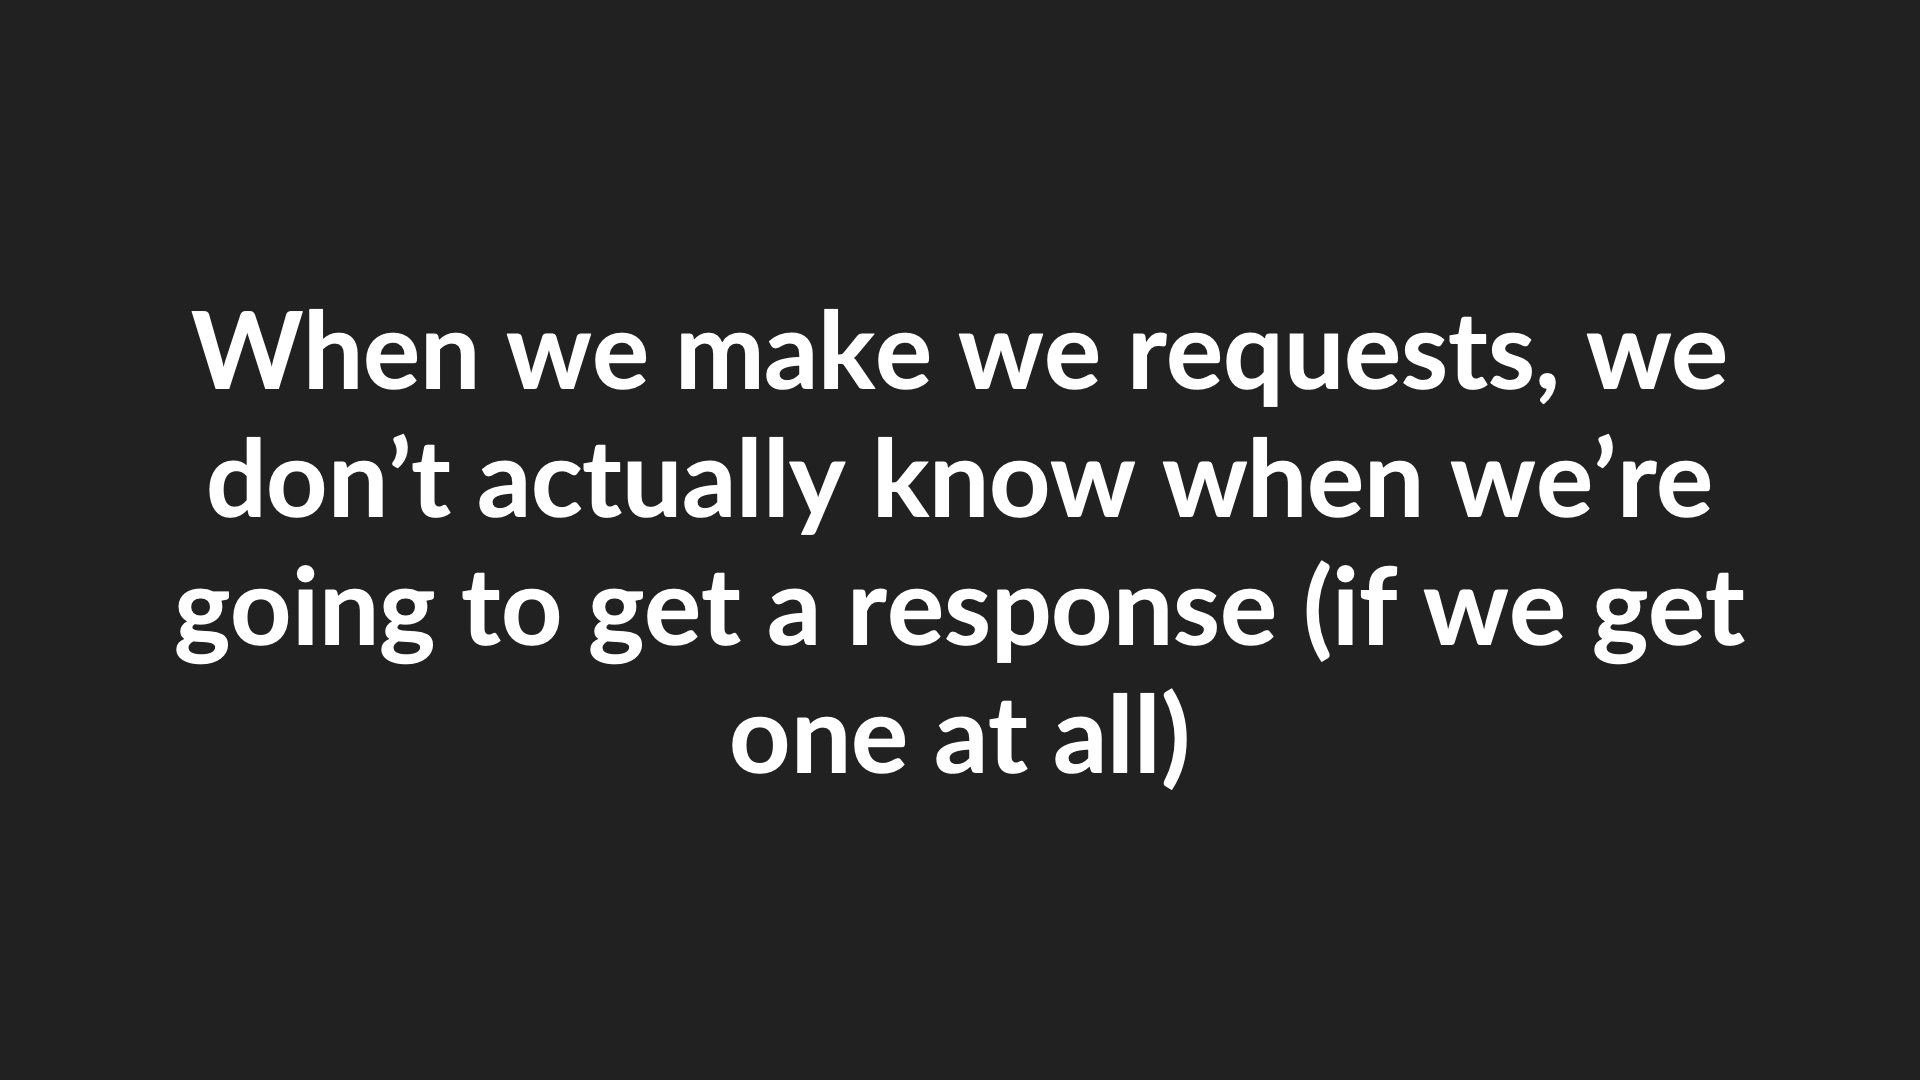 When we make we requests, we
don’t actually know when we’re
going to get a response (if we get
one at all)